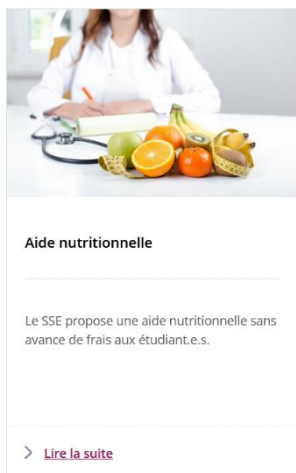 Aide nutritionnelle
Le SSE propose une aide nutritionnelle sans
avance de frais aux étudiant.e.s.
Lire la suite